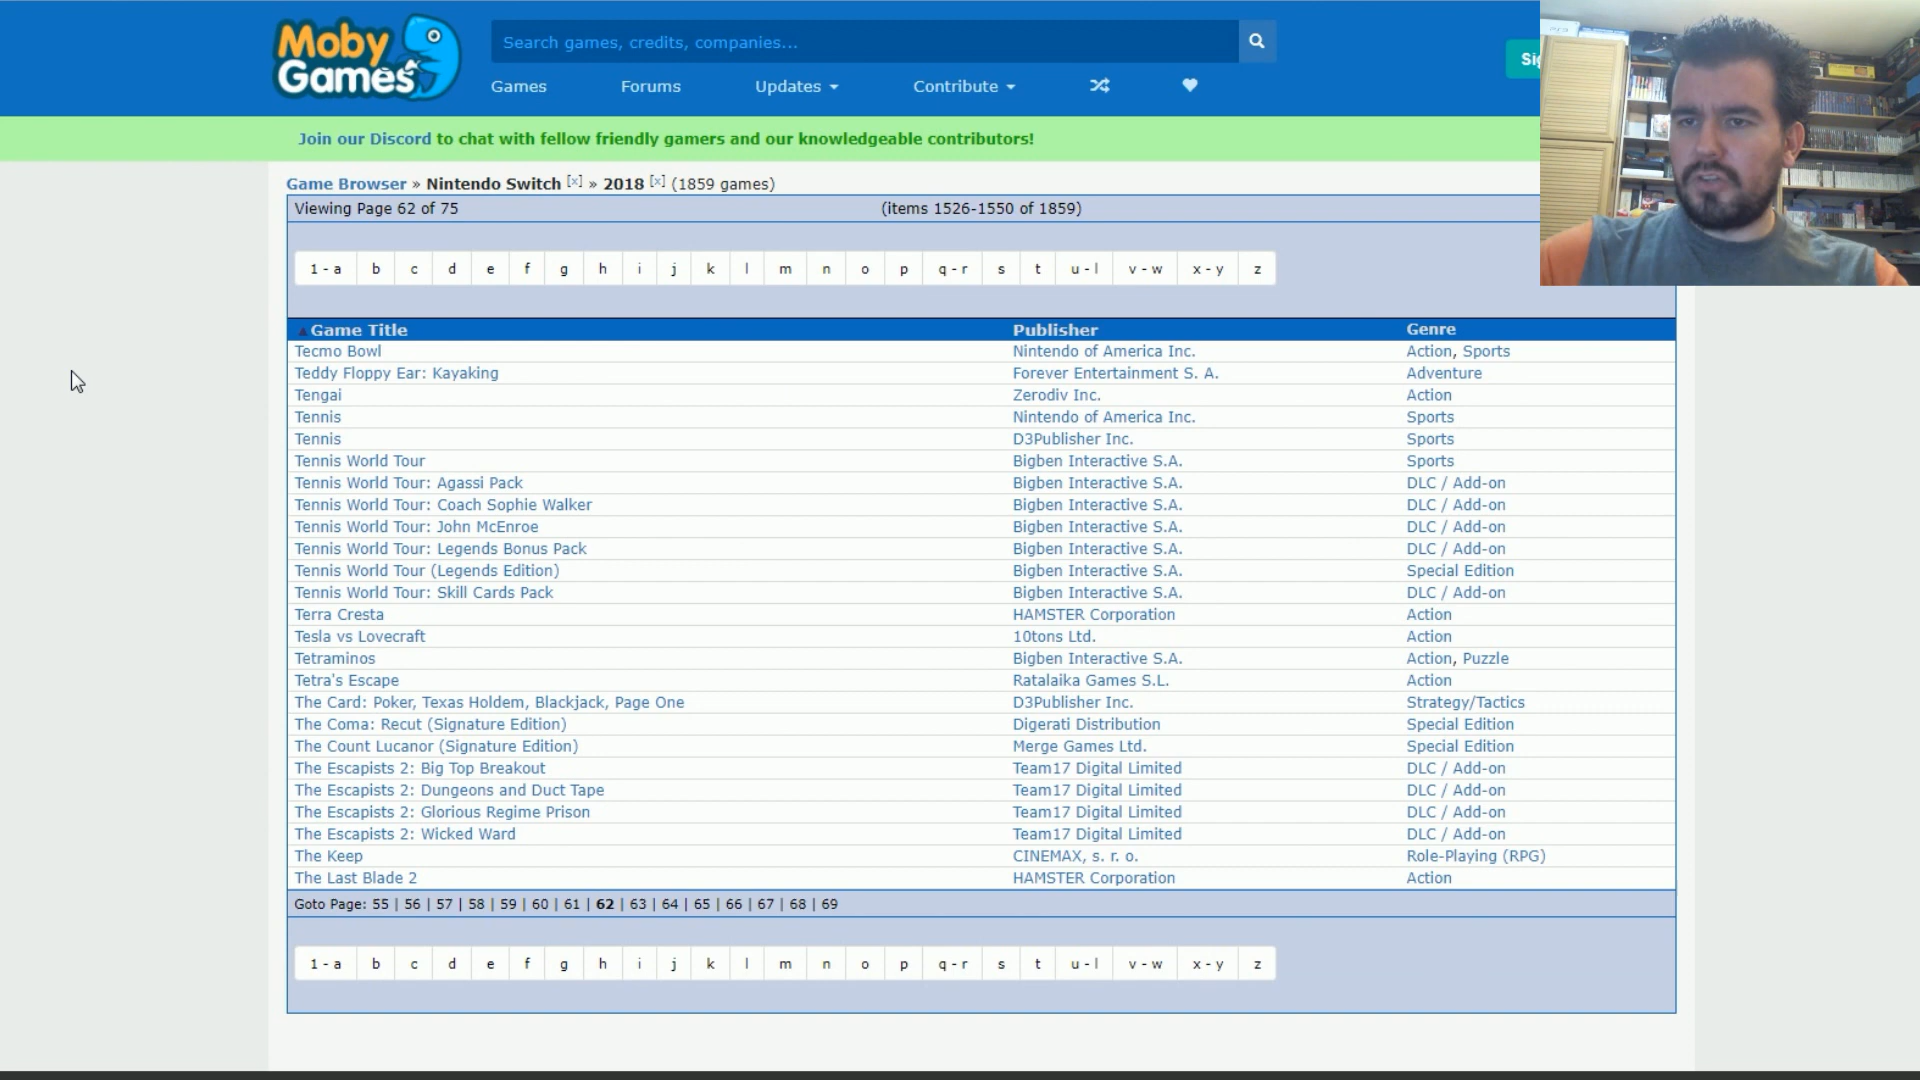 Moby
Games
Search games, credits, companies...
Games Forums Updates Contribute
Join our Discord to chat with fellow friendly gamers and our knowledgeable contributors!
Game Browser » Nintendo Switch [x] » 2018 [x] (1859 games)
Viewing Page 62 of 75 (items 1526-1550 of 1859)
1 - a b c d e f g h i j k l m n o p q - r s t u - l v - w x - y z
Game Title Publisher Genre
Tecmo Bowl Nintendo of America Inc. Action, Sports
Teddy Floppy Ear: Kayaking Forever Entertainment S. A. Adventure
Tengai Zerodiv Inc. Action
Tennis Nintendo of America Inc. Sports
Tennis D3Publisher Inc. Sports
Tennis World Tour Bigben Interactive S.A. Sports
Tennis World Tour: Agassi Pack Bigben Interactive S.A. DLC / Add-on
Tennis World Tour: Coach Sophie Walker Bigben Interactive S.A. DLC / Add-on
Tennis World Tour: John McEnroe Bigben Interactive S.A. DLC / Add-on
Tennis World Tour: Legends Bonus Pack Bigben Interactive S.A. DLC / Add-on
Tennis World Tour (Legends Edition) Bigben Interactive S.A. Special Edition
Tennis World Tour: Skill Cards Pack Bigben Interactive S.A. DLC / Add-on
Terra Cresta HAMSTER Corporation Action
Tesla vs Lovecraft 10tons Ltd. Action
Tetraminos Bigben Interactive S.A. Action, Puzzle
Tetra's Escape Ratalaika Games S.L. Action
The Card: Poker, Texas Holdem, Blackjack, Page One D3Publisher Inc. Strategy/Tactics
The Coma: Recut (Signature Edition) Digerati Distribution Special Edition
The Count Lucanor (Signature Edition) Merge Games Ltd. Special Edition
The Escapists 2: Big Top Breakout Team17 Digital Limited DLC / Add-on
The Escapists 2: Dungeons and Duct Tape Team17 Digital Limited DLC / Add-on
The Escapists 2: Glorious Regime Prison Team17 Digital Limited DLC / Add-on
The Escapists 2: Wicked Ward Team17 Digital Limited DLC / Add-on
The Keep CINEMAX, s. r. o. Role-Playing (RPG)
The Last Blade 2 HAMSTER Corporation Action
Goto Page: 55 | 56 | 57 | 58 | 59 | 60 | 61 | 62 | 63 | 64 | 65 | 66 | 67 | 68 | 69
1 - a b c d e f g h i j k l m n o p q - r s t u - l v - w x - y z